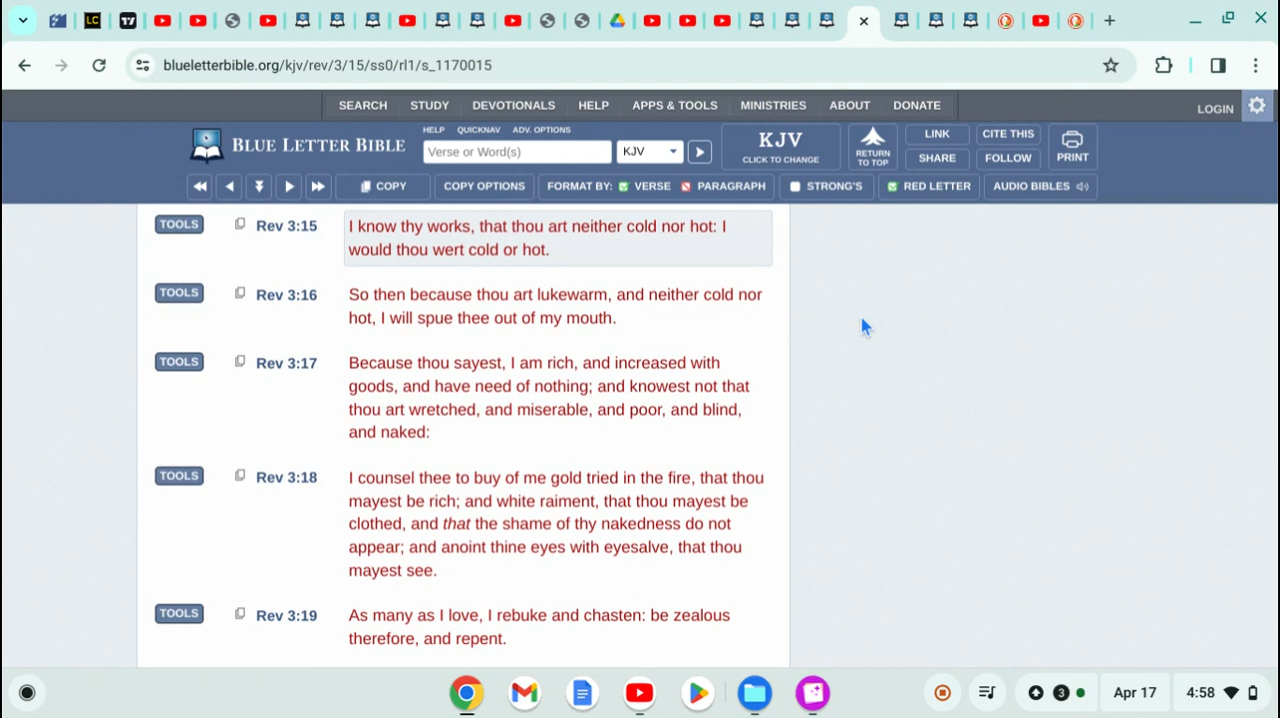 blueletterbible.org/kjv/rev/3/15/ss0/rl1/s_1170015
SEARCH STUDY DEVOTIONALS HELP APPS & TOOLS MINISTRIES ABOUT DONATE LOGIN
BLUE LETTER BIBLE
HELP QUICKNAV ADV. OPTIONS
Verse or Word(s) KJV
KJV
CLICK TO CHANGE
RETURN
TO TOP
LINK CITE THIS
SHARE FOLLOW
PRINT
COPY COPY OPTIONS FORMAT BY: VERSE PARAGRAPH STRONG'S RED LETTER AUDIO BIBLES
TOOLS Rev 3:15 I know thy works, that thou art neither cold nor hot: I
would thou wert cold or hot.
TOOLS Rev 3:16 So then because thou art lukewarm, and neither cold nor
hot, I will spue thee out of my mouth.
TOOLS Rev 3:17 Because thou sayest, I am rich, and increased with
goods, and have need of nothing; and knowest not that
thou art wretched, and miserable, and poor, and blind,
and naked:
TOOLS Rev 3:18 I counsel thee to buy of me gold tried in the fire, that thou
mayest be rich; and white raiment, that thou mayest be
clothed, and that the shame of thy nakedness do not
appear; and anoint thine eyes with eyesalve, that thou
mayest see.
TOOLS Rev 3:19 As many as I love, I rebuke and chasten: be zealous
therefore, and repent.
3 Apr 17 4:58